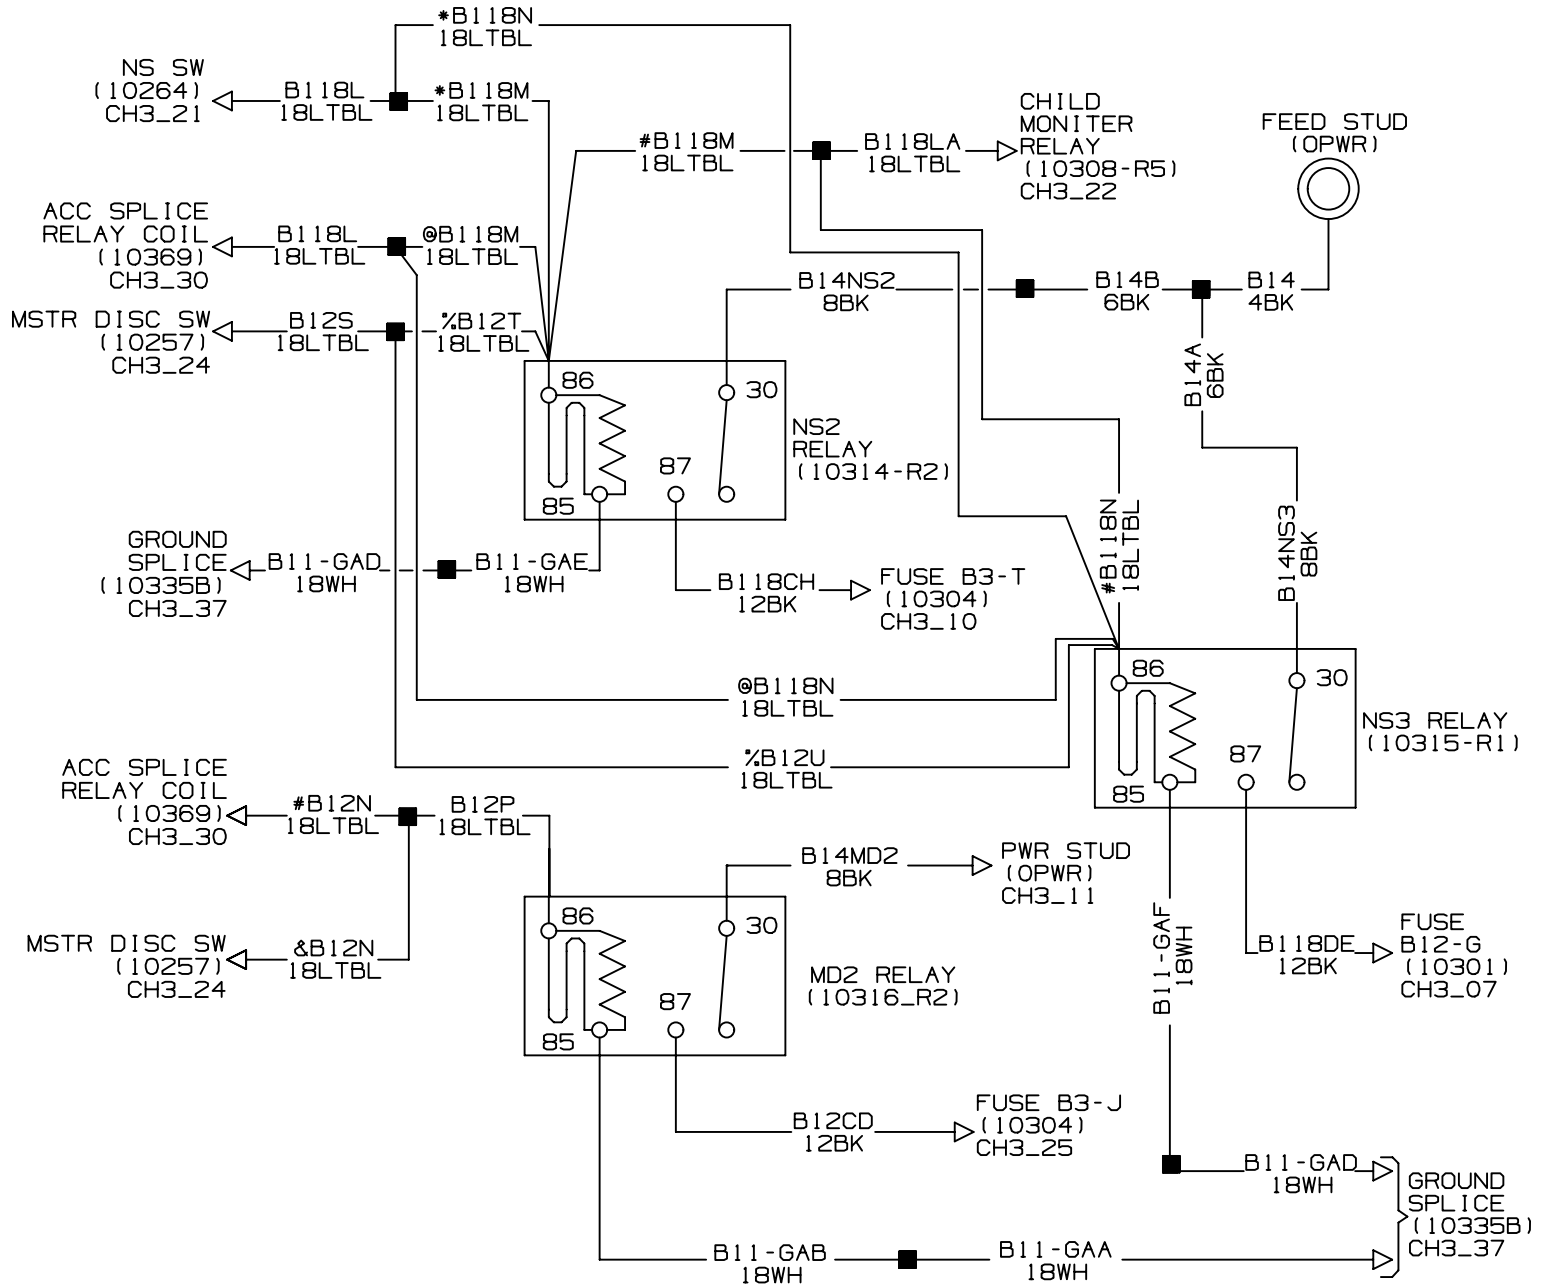 *B118N
18LTBL
NS SW
(10264)
CH3_21
B118L
18LTBL
*B118M
18LTBL
#B118M
18LTBL
B118LA
18LTBL
CHILD
MONITER
RELAY
(10308-R5)
CH3_22
FEED STUD
(OPWR)
ACC SPLICE
RELAY COIL
(10369)
CH3_30
B118L
18LTBL
@B118M
18LTBL
B14NS2
8BK
B14B
6BK
B14
4BK
MSTR DISC SW
(10257)
CH3_24
B12S
18LTBL
%B12T
18LTBL
B14A
6BK
86
30
87
85
NS2
RELAY
(10314-R2)
GROUND
SPLICE
(10335B)
CH3_37
B11-GAD
18WH
B11-GAE
18WH
B118CH
12BK
FUSE B3-T
(10304)
CH3_10
#B118N
18LTBL
B14NS3
8BK
@B118N
18LTBL
86
30
87
85
NS3 RELAY
(10315-R1)
%B12U
18LTBL
ACC SPLICE
RELAY COIL
(10369)
CH3_30
#B12N
18LTBL
B12P
18LTBL
B14MD2
8BK
PWR STUD
(OPWR)
CH3_11
MSTR DISC SW
(10257)
CH3_24
&B12N
18LTBL
86
30
87
85
MD2 RELAY
(10316_R2)
B11-GAF
18WH
B118DE
12BK
FUSE
B12-G
(10301)
CH3_07
B12CD
12BK
FUSE B3-J
(10304)
CH3_25
B11-GAD
18WH
GROUND
SPLICE
(10335B)
CH3_37
B11-GAB
18WH
B11-GAA
18WH